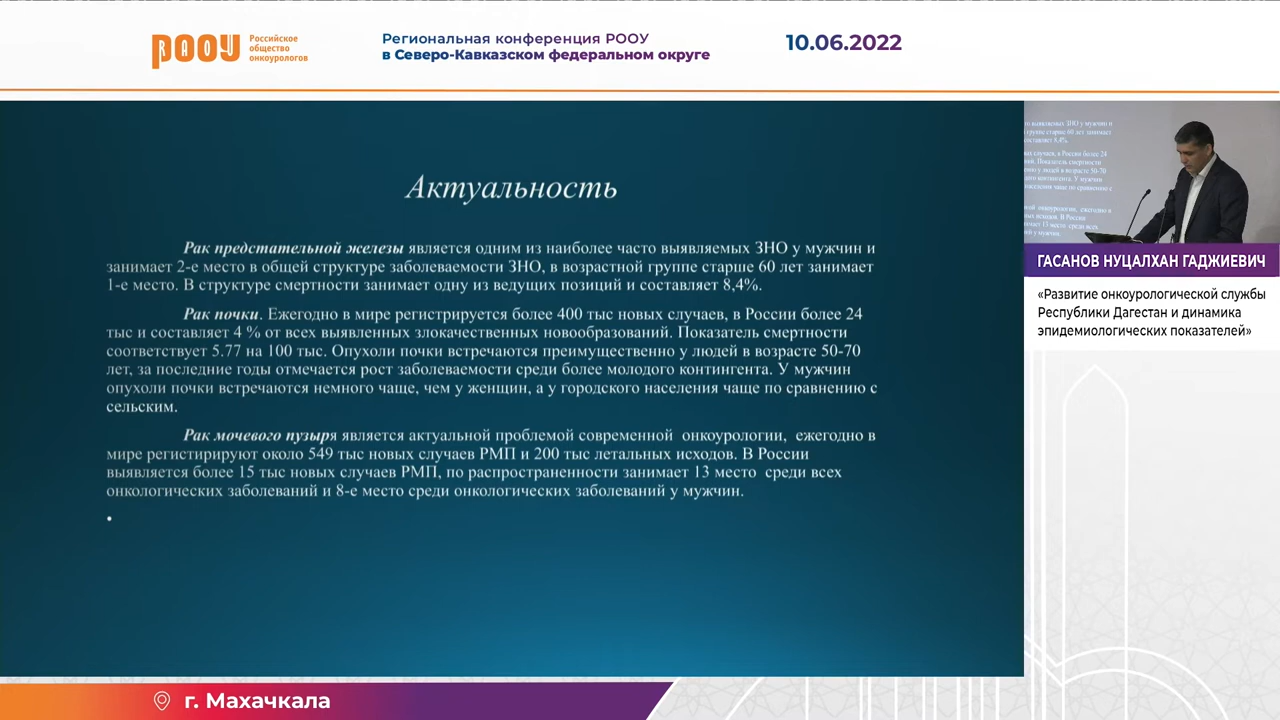 РООУ
RAOU
Российское
общество
онкоурологов
Региональная конференция РООУ
в Северо-Кавказском федеральном округе
10.06.2022
Актуальность
Рак предстательной железы является одним из наиболее часто выявляемых ЗНО у мужчин и
занимает 2-е место в общей структуре заболеваемости ЗНО, в возрастной группе старше 60 лет занимает
1-е место. В структуре смертности занимает одну из ведущих позиций и составляет 8,4%.
Рак почки. Ежегодно в мире регистрируется более 400 тыс новых случаев, в России более 24
тыс и составляет 4 % от всех выявленных злокачественных новообразований. Показатель смертности
соответствует 5.77 на 100 тыс. Опухоли почки встречаются преимущественно у людей в возрасте 50-70
лет, за последние годы отмечается рост заболеваемости среди более молодого контингента. У мужчин
опухоли почки встречаются немного чаще, чем у женщин, а у городского населения чаще по сравнению с
сельским.
Рак мочевого пузыря является актуальной проблемой современной онкоурологии, ежегодно в
мире регистирируют около 549 тыс новых случаев РМП и 200 тыс летальных исходов. В России
выявляется более 15 тыс новых случаев РМП, по распространенности занимает 13 место среди всех
онкологических заболеваний и 8-е место среди онкологических заболеваний у мужчин.
ГАСАНОВ НУЦАЛХАН ГАДЖИЕВИЧ
«Развитие онкоурологической службы
Республики Дагестан и динамика
эпидемиологических показателей»
г. Махачкала